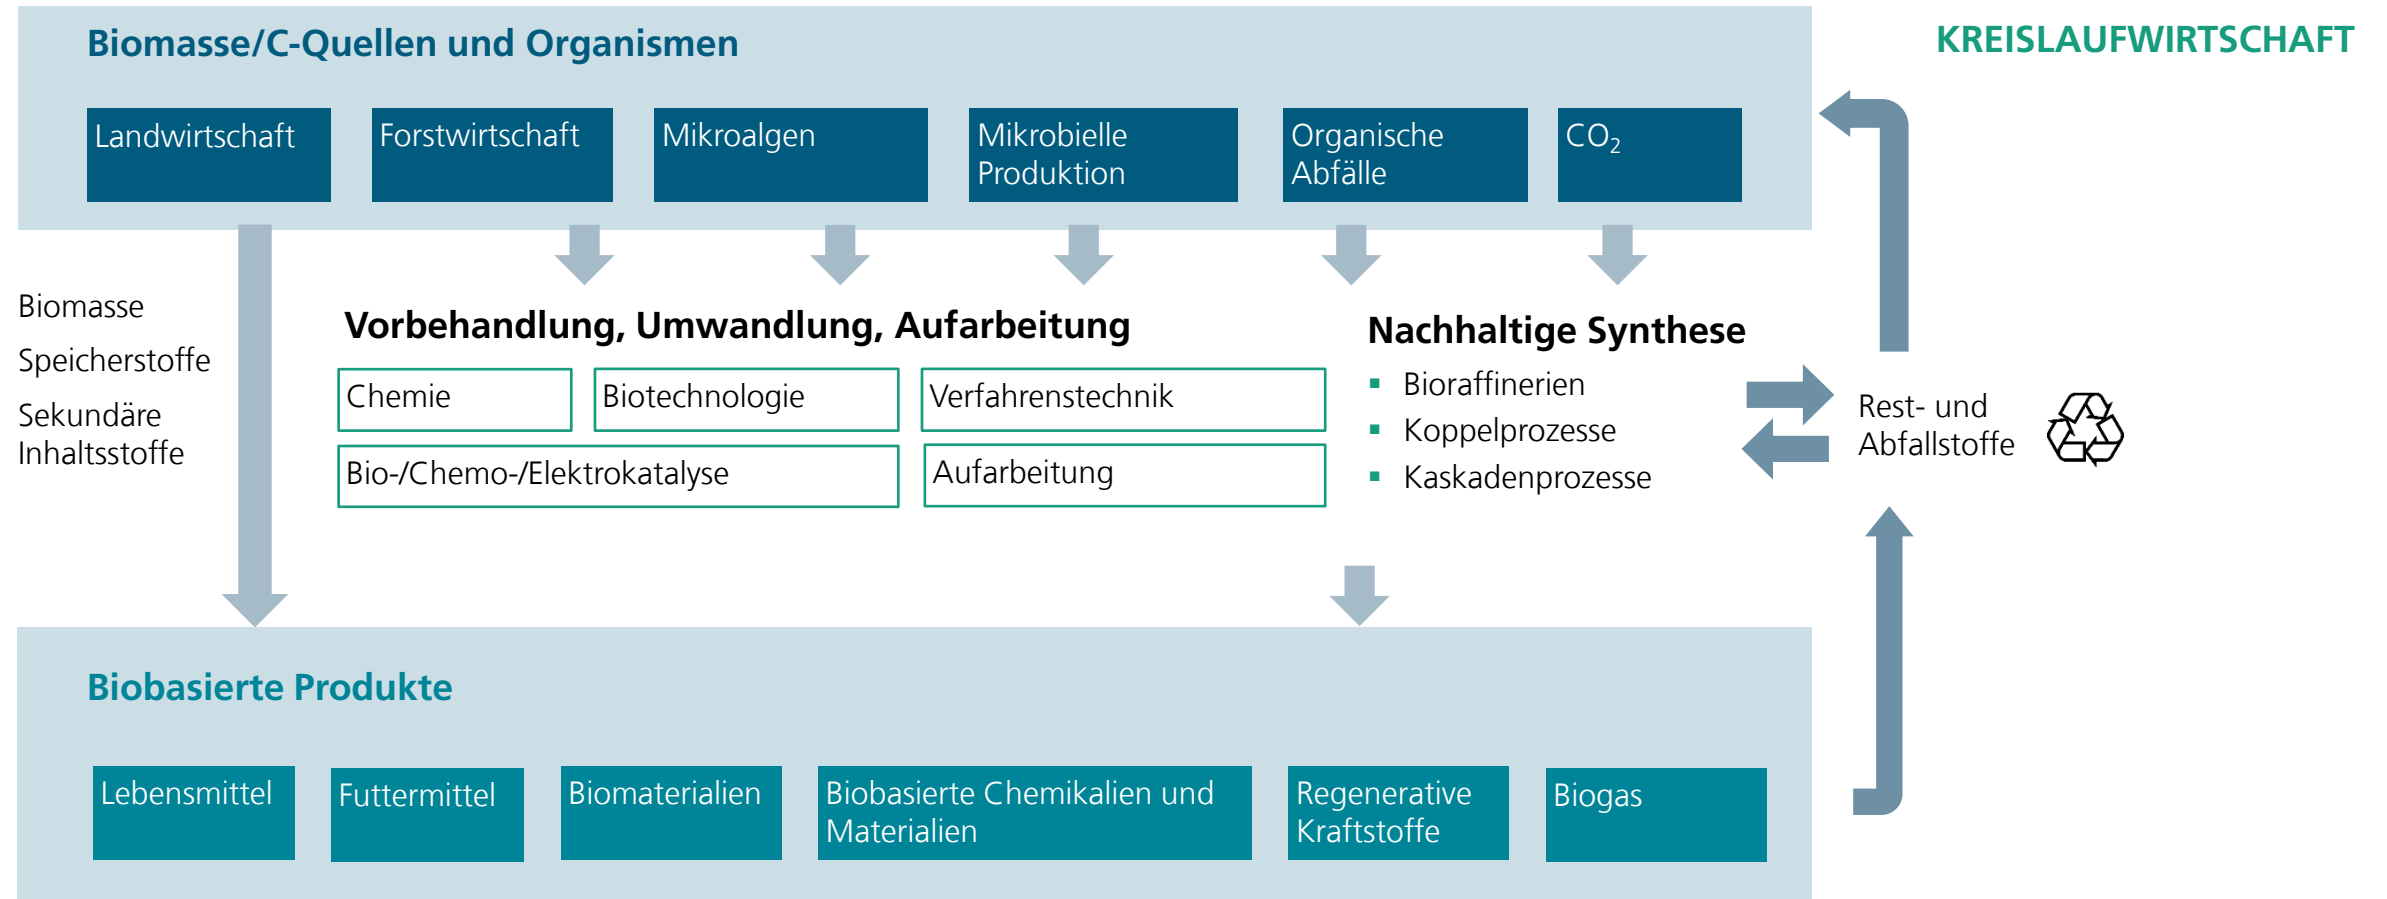 Biomasse/C-Quellen und Organismen
KREISLAUFWIRTSCHAFT
Landwirtschaft
Forstwirtschaft
Mikroalgen
Mikrobielle
Produktion
Organische
Abfälle
CO₂
Biomasse
Speicherstoffe
Sekundäre
Inhaltsstoffe
Vorbehandlung, Umwandlung, Aufarbeitung
Chemie
Biotechnologie
Verfahrenstechnik
Bio-/Chemo-/Elektrokatalyse
Aufarbeitung
Nachhaltige Synthese
▪ Bioraffinerien
▪ Koppelprozesse
▪ Kaskadenprozesse
Rest- und
Abfallstoffe
Biobasierte Produkte
Lebensmittel
Futtermittel
Biomaterialien
Biobasierte Chemikalien und
Materialien
Regenerative
Kraftstoffe
Biogas